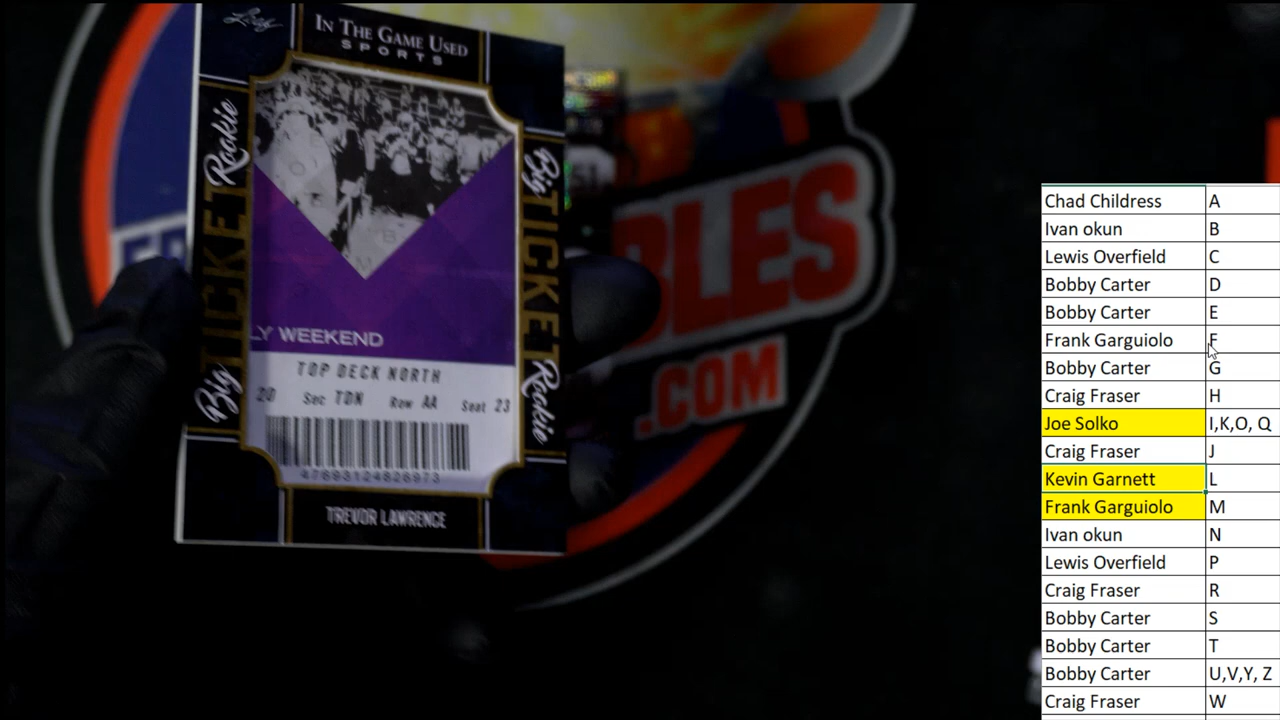 Leaf
IN THE GAME USED
SPORTS
Big TICKET Rookie
Big TICKET Rookie
LY WEEKEND
TOP DECK NORTH
20 Sec TDN Row AA Seat 23
TREVOR LAWRENCE
51
BLES
.COM
Chad Childress A
Ivan okun B
Lewis Overfield C
Bobby Carter D
Bobby Carter E
Frank Garguiolo F
Bobby Carter G
Craig Fraser H
Joe Solko I,K,O, Q
Craig Fraser J
Kevin Garnett L
Frank Garguiolo M
Ivan okun N
Lewis Overfield P
Craig Fraser R
Bobby Carter S
Bobby Carter T
Bobby Carter U,V,Y, Z
Craig Fraser W